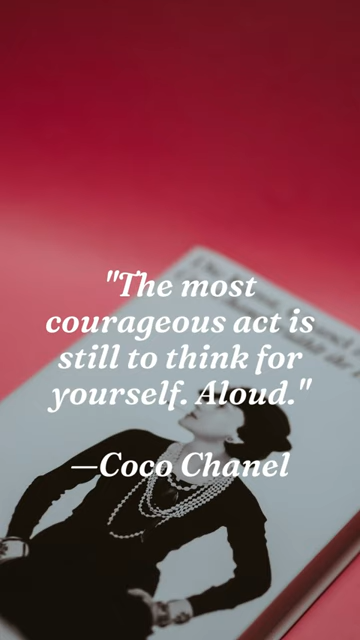 "The most
courageous act is
still to think for
yourself. Aloud."
—Coco Chanel